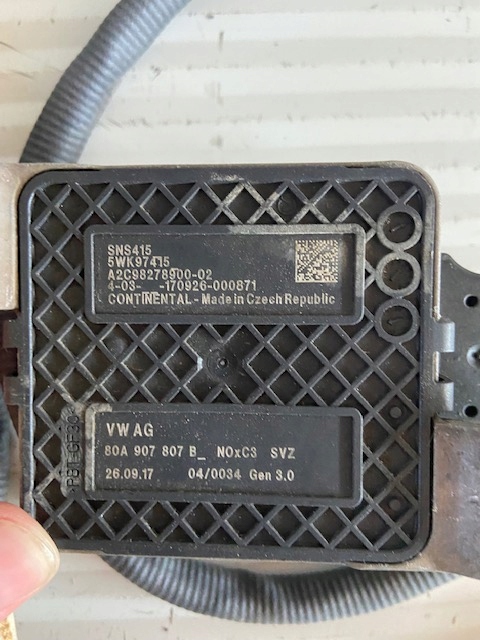 SNS415
5WK97415
A2C98278900-02
4-03- -170926-000871
CONTINENTAL - Made in Czech Republic
VW AG
80A 907 807 B_ NOxC3 SVZ
26.09.17 04/0034 Gen 3.0